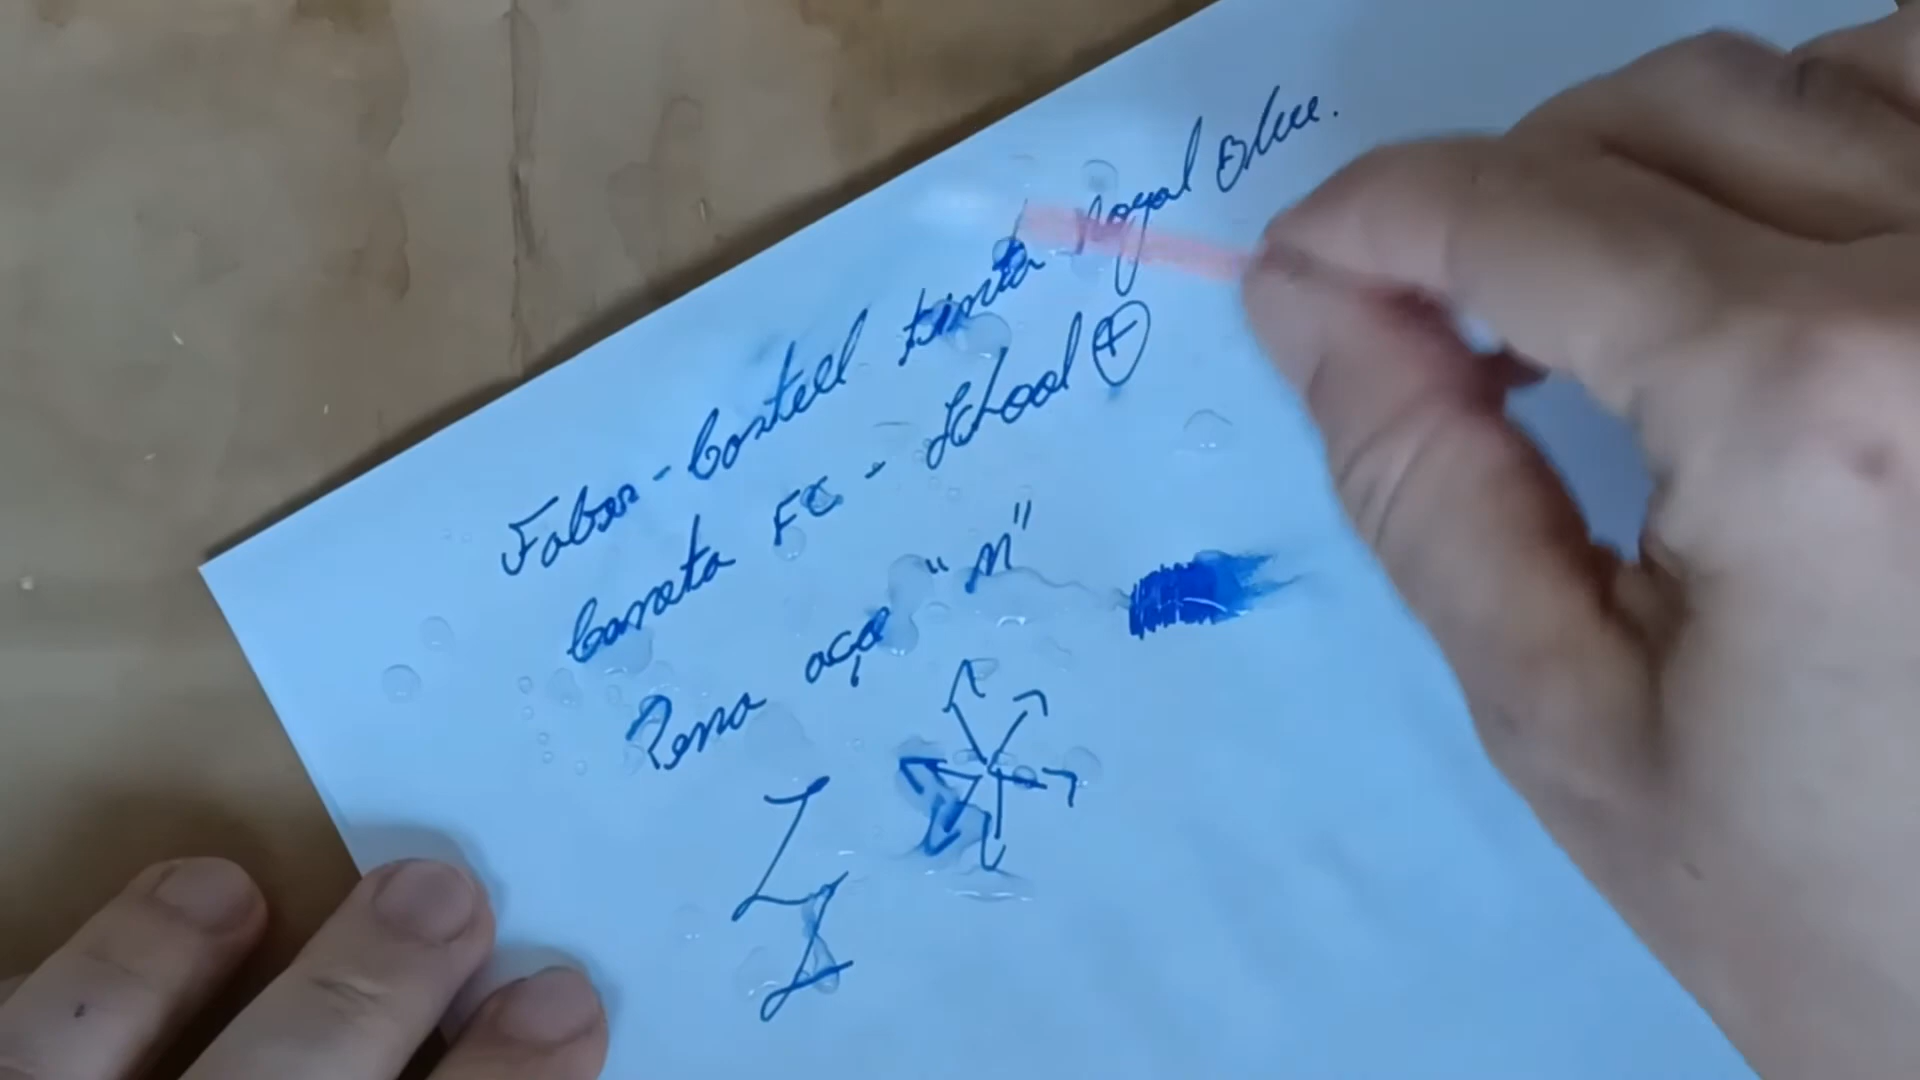 Faber-Castell tinta Royal Blue.
Caneta FC - School +
Pena aço "M"